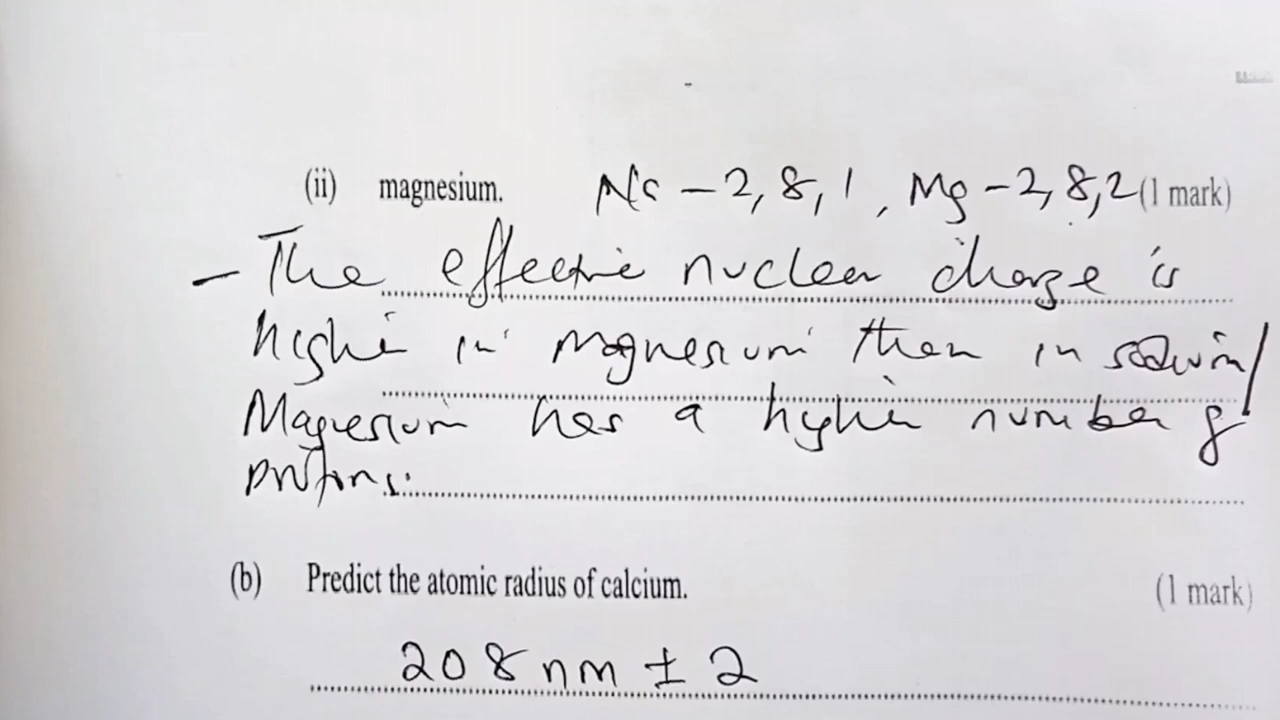 (ii) magnesium. Na - 2, 8, 1 , Mg - 2, 8, 2 (1 mark)
- The effective nuclear charge is
higher in magnesium than in sodium/
Magnesium has a higher number of
protons.
(b) Predict the atomic radius of calcium. (1 mark)
208 nm ± 2